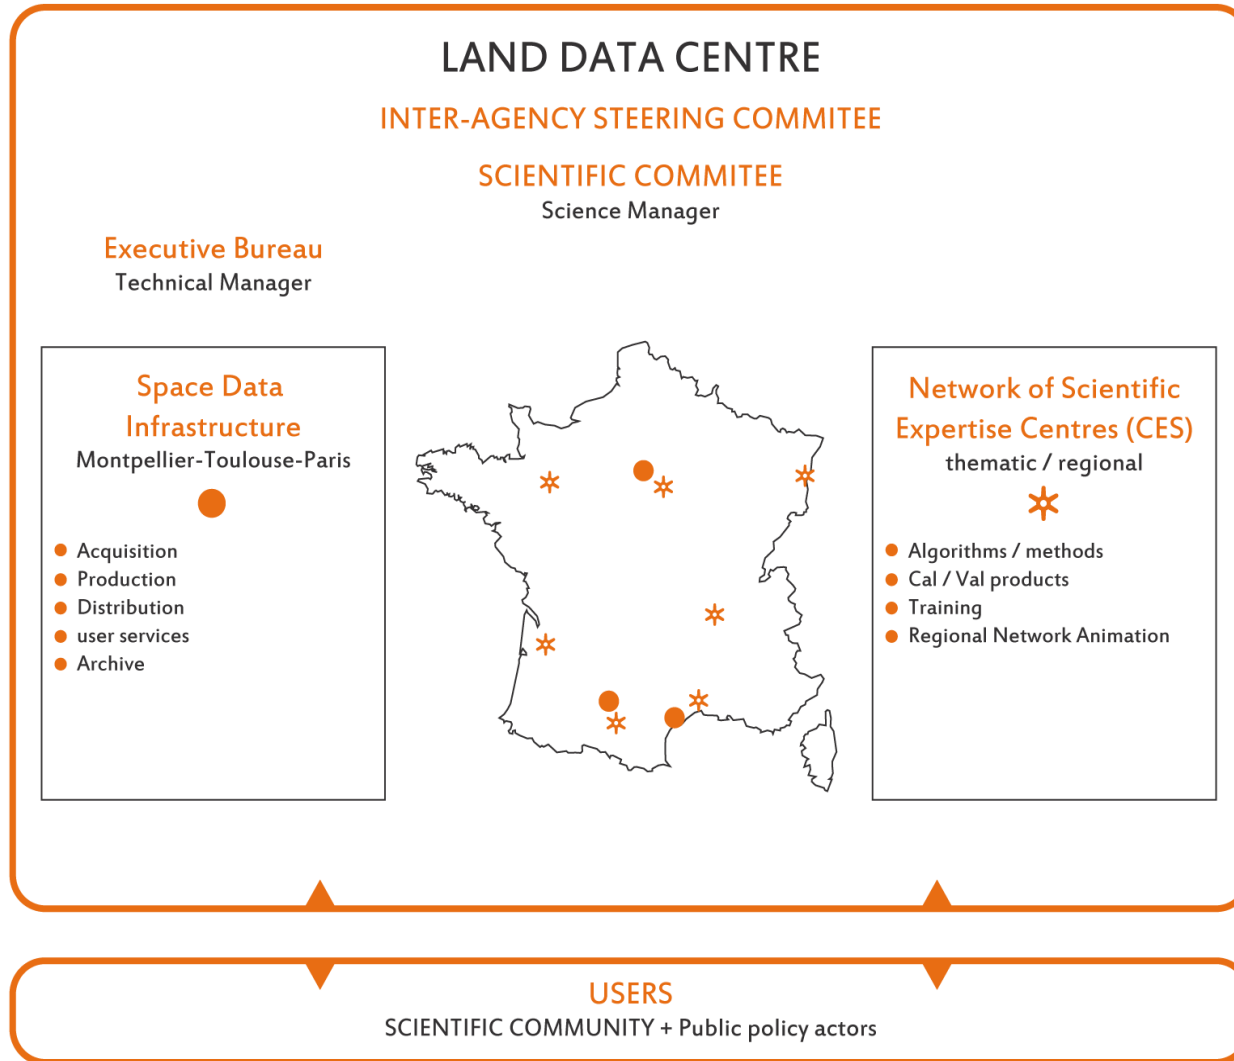 LAND DATA CENTRE
INTER-AGENCY STEERING COMMITEE
SCIENTIFIC COMMITEE
Science Manager
Executive Bureau
Technical Manager
Space Data
Infrastructure
Montpellier-Toulouse-Paris
Acquisition
Production
Distribution
user services
Archive
Network of Scientific
Expertise Centres (CES)
thematic / regional
Algorithms / methods
Cal / Val products
Training
Regional Network Animation
USERS
SCIENTIFIC COMMUNITY + Public policy actors